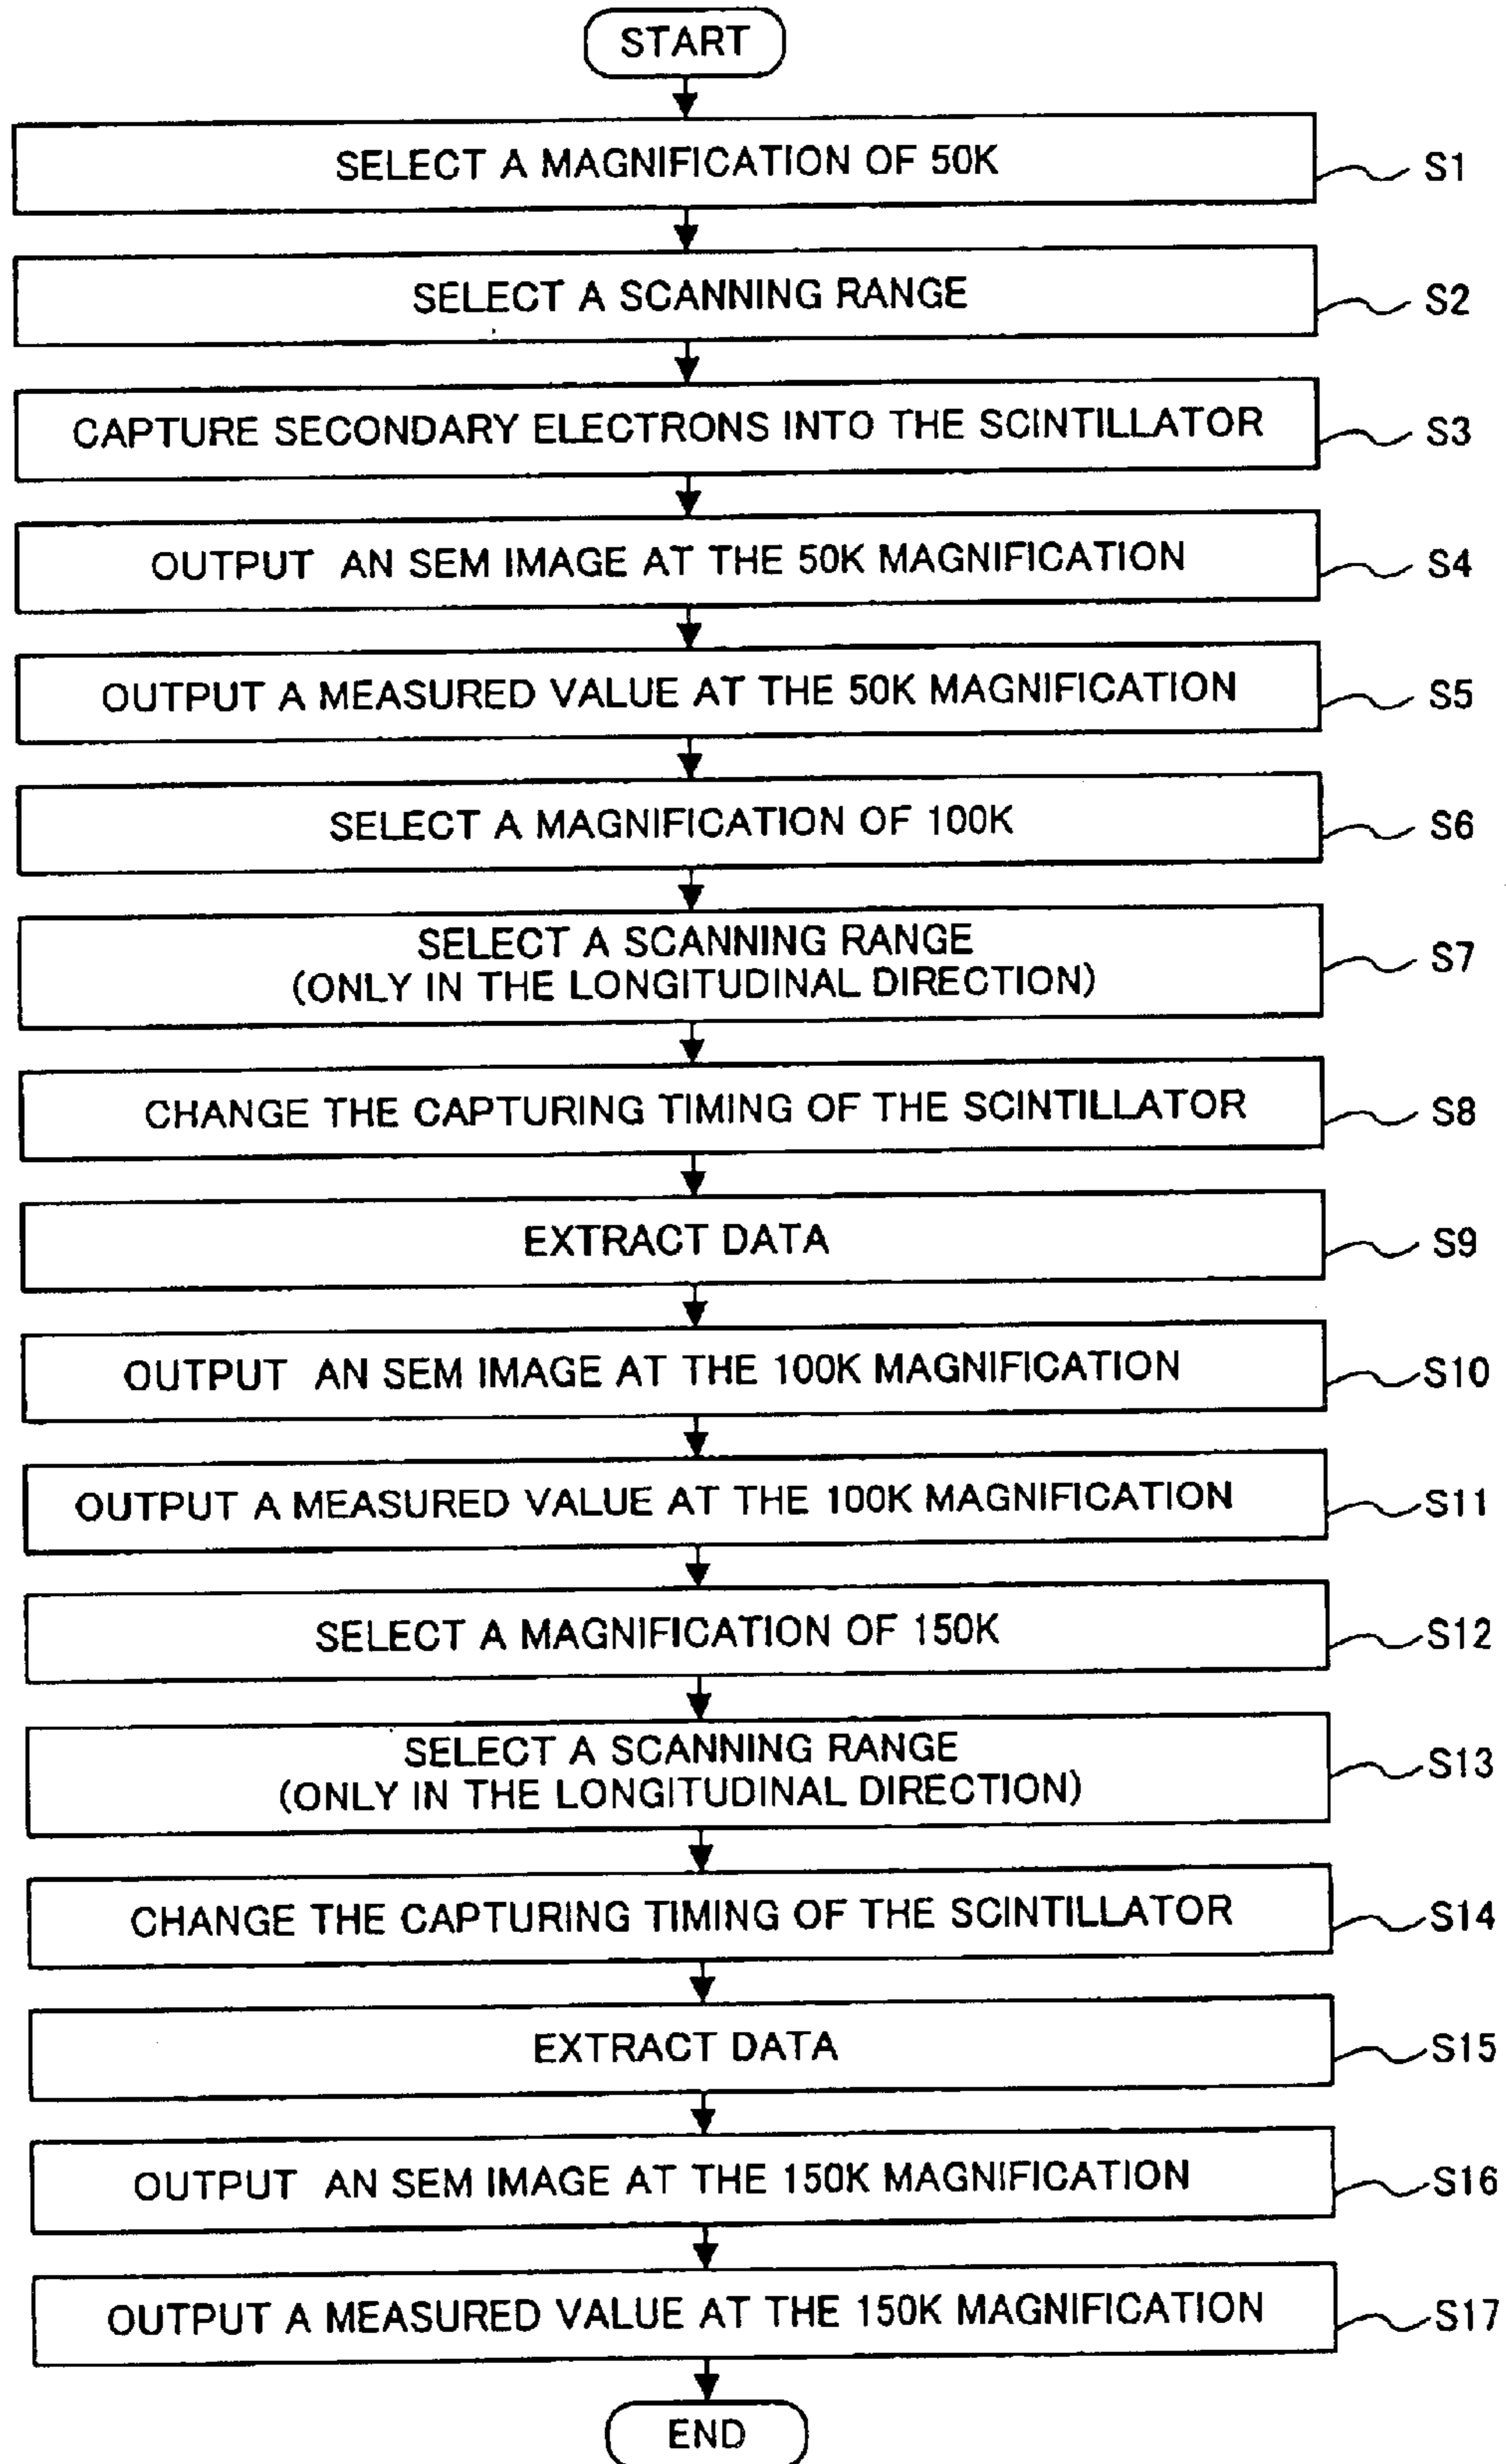 START
SELECT A MAGNIFICATION OF 50K
S1
SELECT A SCANNING RANGE
S2
CAPTURE SECONDARY ELECTRONS INTO THE SCINTILLATOR
S3
OUTPUT AN SEM IMAGE AT THE 50K MAGNIFICATION
S4
OUTPUT A MEASURED VALUE AT THE 50K MAGNIFICATION
S5
SELECT A MAGNIFICATION OF 100K
S6
SELECT A SCANNING RANGE
(ONLY IN THE LONGITUDINAL DIRECTION)
S7
CHANGE THE CAPTURING TIMING OF THE SCINTILLATOR
S8
EXTRACT DATA
S9
OUTPUT AN SEM IMAGE AT THE 100K MAGNIFICATION
S10
OUTPUT A MEASURED VALUE AT THE 100K MAGNIFICATION
S11
SELECT A MAGNIFICATION OF 150K
S12
SELECT A SCANNING RANGE
(ONLY IN THE LONGITUDINAL DIRECTION)
S13
CHANGE THE CAPTURING TIMING OF THE SCINTILLATOR
S14
EXTRACT DATA
S15
OUTPUT AN SEM IMAGE AT THE 150K MAGNIFICATION
S16
OUTPUT A MEASURED VALUE AT THE 150K MAGNIFICATION
S17
END